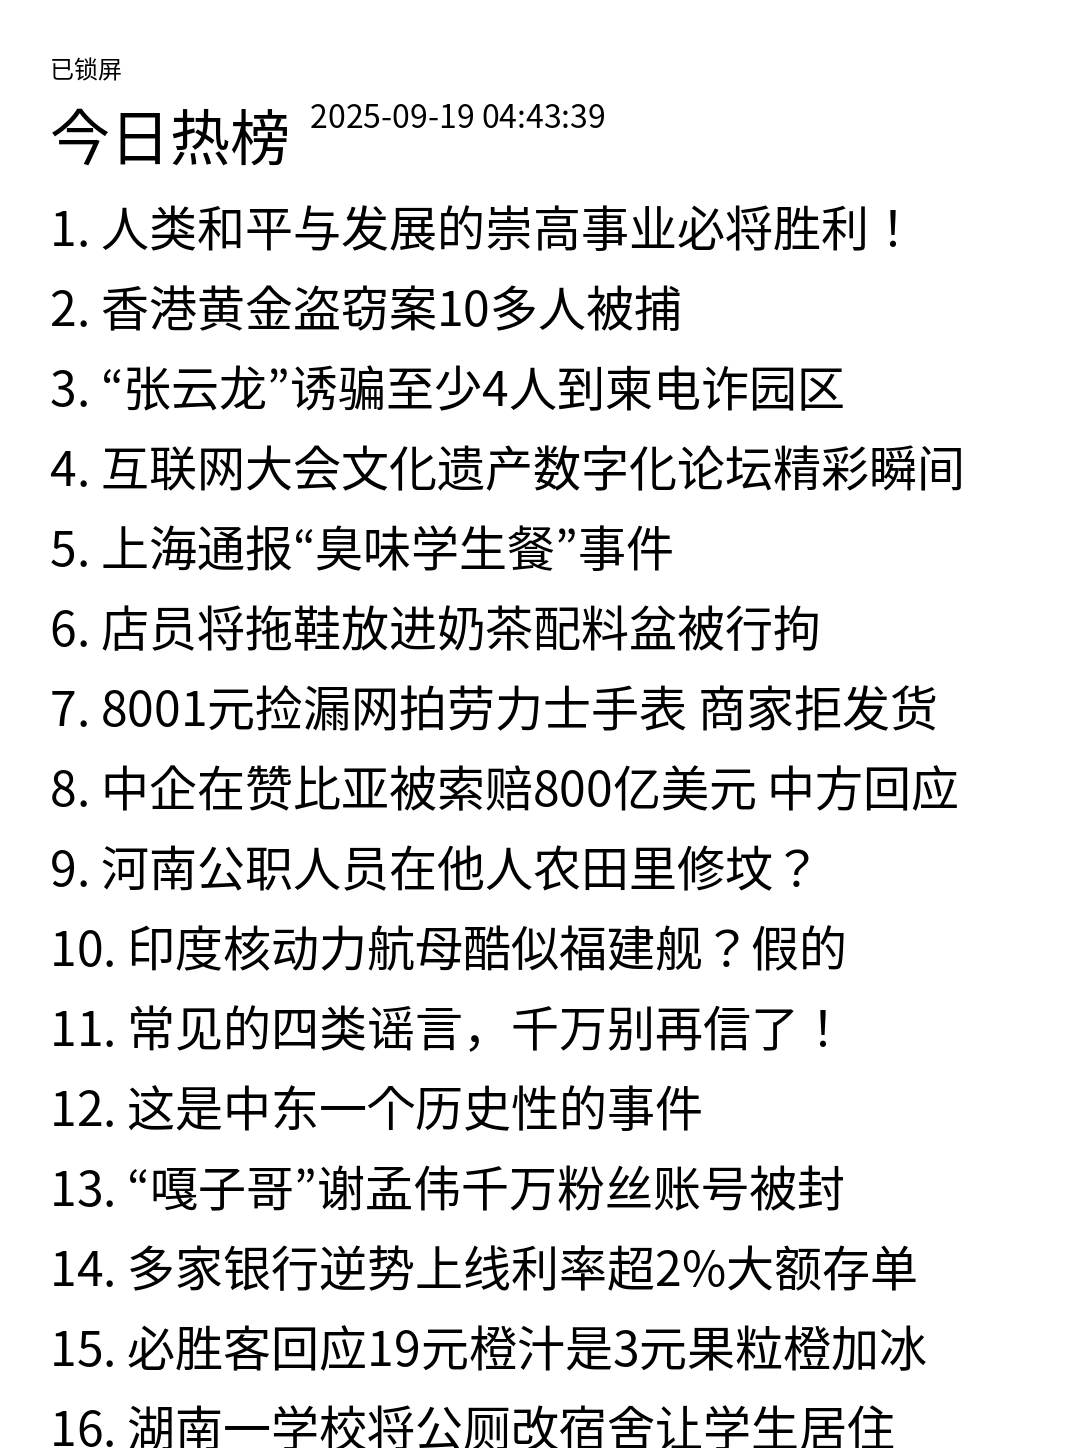 已锁屏
今日热榜 2025-09-19 04:43:39
1. 人类和平与发展的崇高事业必将胜利！
2. 香港黄金盗窃案10多人被捕
3. “张云龙”诱骗至少4人到柬电诈园区
4. 互联网大会文化遗产数字化论坛精彩瞬间
5. 上海通报“臭味学生餐”事件
6. 店员将拖鞋放进奶茶配料盆被行拘
7. 8001元捡漏网拍劳力士手表 商家拒发货
8. 中企在赞比亚被索赔800亿美元 中方回应
9. 河南公职人员在他人农田里修坟？
10. 印度核动力航母酷似福建舰？假的
11. 常见的四类谣言，千万别再信了！
12. 这是中东一个历史性的事件
13. “嘎子哥”谢孟伟千万粉丝账号被封
14. 多家银行逆势上线利率超2%大额存单
15. 必胜客回应19元橙汁是3元果粒橙加冰
16. 湖南一学校将公厕改宿舍让学生居住